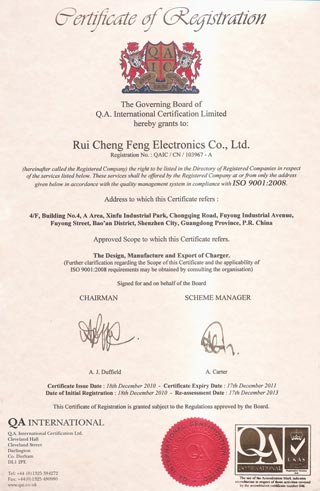 Certificate of Registration
QAIC
The Governing Board of
Q.A. International Certification Limited
hereby grants to:
Rui Cheng Feng Electronics Co., Ltd.
Registration No. : QAIC / CN / 103967 - A
(hereinafter called the Registered Company) the right to be listed in the Directory of Registered Companies in respect
of the services listed below. These services shall be offered by the Registered Company at or from only the address
given below in accordance with the quality management system in compliance with ISO 9001:2008.
Address to which this Certificate refers:
4/F, Building No.4, A Area, Xinfu Industrial Park, Chongqing Road, Fuyong Industrial Avenue,
Fuyong Street, Bao'an District, Shenzhen City, Guangdong Province, P.R. China
Approved Scope to which this Certificate refers.
The Design, Manufacture and Export of Charger.
(Further clarification regarding the Scope of this Certificate and the applicability of
ISO 9001:2008 requirements may be obtained by consulting the organisation)
Signed for and on behalf of the Board
CHAIRMAN SCHEME MANAGER
A. J. Duffield A. Carter
Certificate Issue Date : 18th December 2010 - Certificate Expiry Date : 17th December 2011
Date of Initial Registration : 18th December 2010 - Re-assessment Date : 17th December 2013
This Certificate of Registration is granted subject to the Regulations approved by the Board.
QA INTERNATIONAL
Q.A. International Certification Ltd.
Cleveland Hall
Cleveland Street
Darlington
Co. Durham
DL1 2PE
www.qai.co.uk
QA
INTERNATIONAL
UKAS